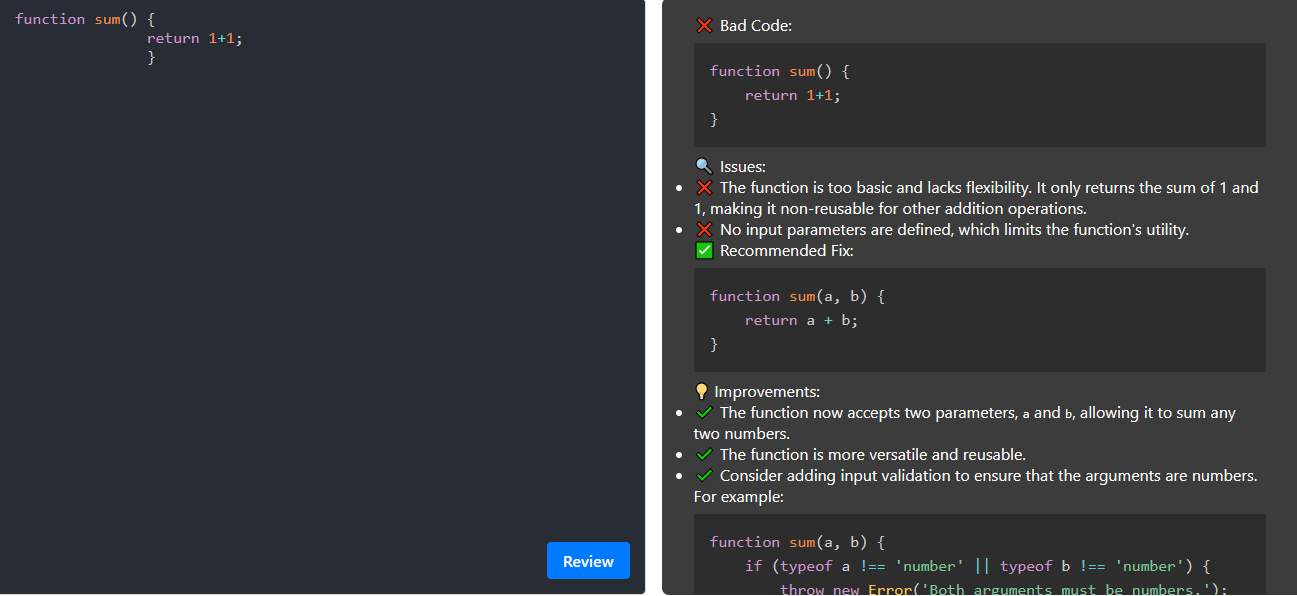 function sum() {
return 1+1;
}
Review
❌ Bad Code:
function sum() {
return 1+1;
}
🔍 Issues:
• ❌ The function is too basic and lacks flexibility. It only returns the sum of 1 and
1, making it non-reusable for other addition operations.
• ❌ No input parameters are defined, which limits the function's utility.
✅ Recommended Fix:
function sum(a, b) {
return a + b;
}
💡 Improvements:
• ✔ The function now accepts two parameters, a and b, allowing it to sum any
two numbers.
• ✔ The function is more versatile and reusable.
• ✔ Consider adding input validation to ensure that the arguments are numbers.
For example:
function sum(a, b) {
if (typeof a !== 'number' || typeof b !== 'number') {
throw new Error('Both arguments must be numbers.');